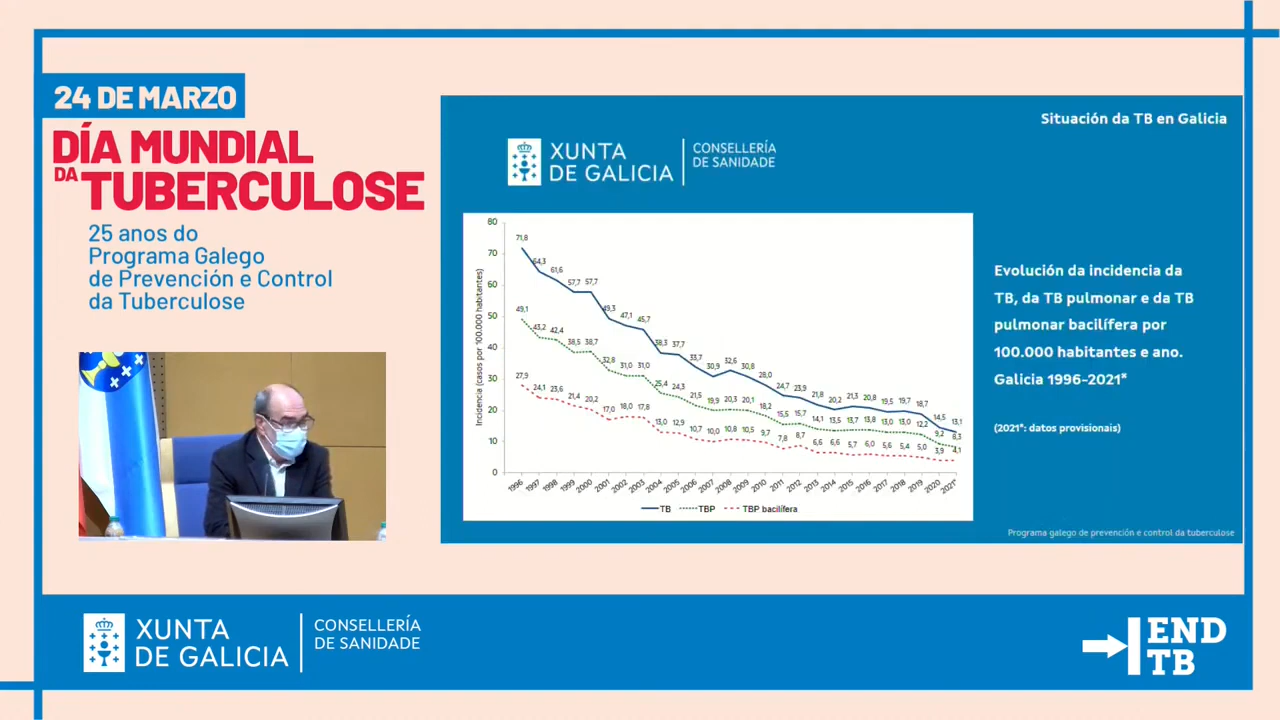 24 DE MARZO
DÍA MUNDIAL
DA TUBERCULOSE
25 anos do
Programa Galego
de Prevención e Control
da Tuberculose
Situación da TB en Galicia
XUNTA
DE GALICIA
CONSELLERÍA
DE SANIDADE
Incidencia (casos por 100.000 habitantes)
80
70
60
50
40
30
20
10
0
71,8 64,3 61,6 57,7 57,7 49,3 47,1 45,7 38,3 37,7 33,7 30,9 32,6 30,8 28,0 24,7 23,9 21,8 20,2 21,3 20,8 19,5 19,7 18,7 14,5 13,1
49,1 43,2 42,4 38,5 38,7 32,8 31,0 31,0 25,4 24,3 21,5 19,9 20,3 20,1 18,2 15,5 15,7 14,1 13,5 13,7 13,8 13,0 13,0 12,2 9,2 8,3
27,9 24,1 23,6 21,4 20,2 17,0 18,0 17,8 13,0 12,9 10,7 10,0 10,8 10,5 9,7 7,8 8,7 6,6 6,6 5,7 6,0 5,6 5,4 5,0 3,9 4,1
1996 1997 1998 1999 2000 2001 2002 2003 2004 2005 2006 2007 2008 2009 2010 2011 2012 2013 2014 2015 2016 2017 2018 2019 2020 2021*
TB TBP TBP bacilífera
Evolución da incidencia da
TB, da TB pulmonar e da TB
pulmonar bacilífera por
100.000 habitantes e ano.
Galicia 1996-2021*
(2021*: datos provisionais)
Programa galego de prevención e control da tuberculose
XUNTA
DE GALICIA
CONSELLERÍA
DE SANIDADE
END
TB